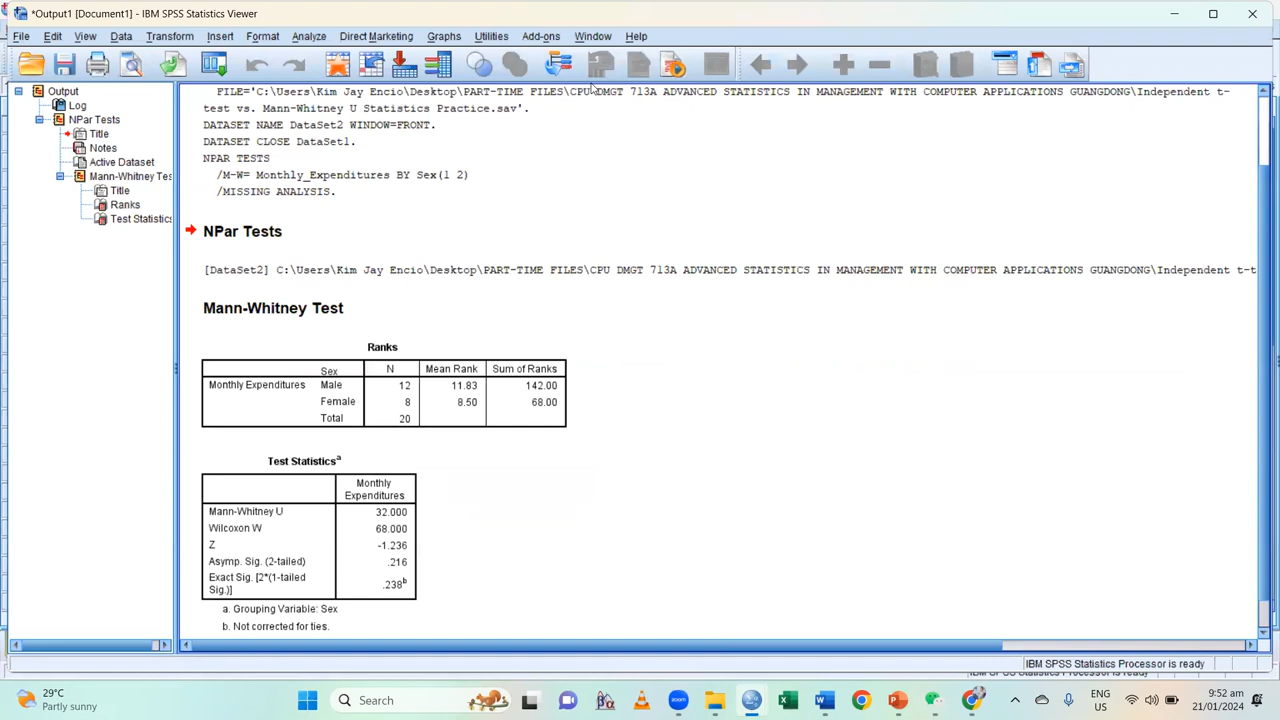 *Output1 [Document1] - IBM SPSS Statistics Viewer
File Edit View Data Transform Insert Format Analyze Direct Marketing Graphs Utilities Add-ons Window Help
Output
Log
NPar Tests
Title
Notes
Active Dataset
Mann-Whitney Tes
Title
Ranks
Test Statistics
FILE='C:\Users\Kim Jay Encio\Desktop\PART-TIME FILES\CPU DMGT 713A ADVANCED STATISTICS IN MANAGEMENT WITH COMPUTER APPLICATIONS GUANGDONG\Independent t-
test vs. Mann-Whitney U Statistics Practice.sav'.
DATASET NAME DataSet2 WINDOW=FRONT.
DATASET CLOSE DataSet1.
NPAR TESTS
/M-W= Monthly_Expenditures BY Sex(1 2)
/MISSING ANALYSIS.
NPar Tests
[DataSet2] C:\Users\Kim Jay Encio\Desktop\PART-TIME FILES\CPU DMGT 713A ADVANCED STATISTICS IN MANAGEMENT WITH COMPUTER APPLICATIONS GUANGDONG\Independent t-t
Mann-Whitney Test
Ranks
Sex N Mean Rank Sum of Ranks
Monthly Expenditures Male 12 11.83 142.00
Female 8 8.50 68.00
Total 20
Test Statisticsa
Monthly
Expenditures
Mann-Whitney U 32.000
Wilcoxon W 68.000
Z -1.236
Asymp. Sig. (2-tailed) .216
Exact Sig. [2*(1-tailed
Sig.)] .238b
a. Grouping Variable: Sex
b. Not corrected for ties.
IBM SPSS Statistics Processor is ready
29°C
Partly sunny
Search
ENG
US
9:52 am
21/01/2024